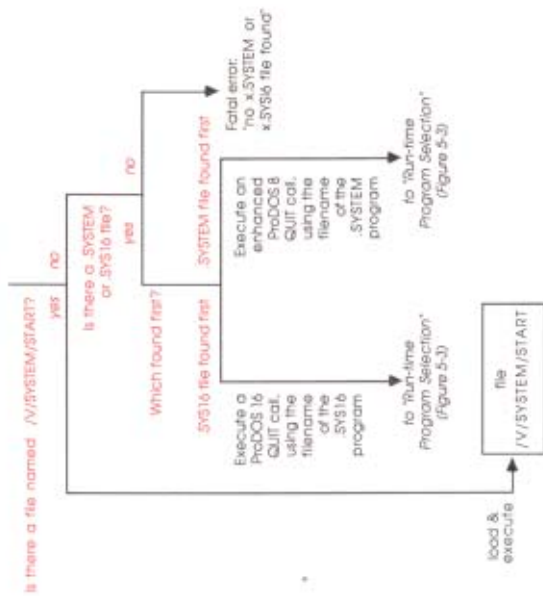 Is there a file named /V/SYSTEM/START?
yes
no
Is there a .SYSTEM
or .SYS16 file?
yes
no
Which found first?
Fatal error:
"no x.SYSTEM or
x.SYS16 file found"
.SYS16 file found first
.SYSTEM file found first
Execute a
ProDOS 16
QUIT call,
using the
filename
of the
.SYS16
program
Execute an
enhanced
ProDOS 8
QUIT call,
using the
filename
of the
.SYSTEM
program
to "Run-time
Program Selection"
(Figure 5-3)
to "Run-time
Program Selection"
(Figure 5-3)
load &
execute
file
/V/SYSTEM/START